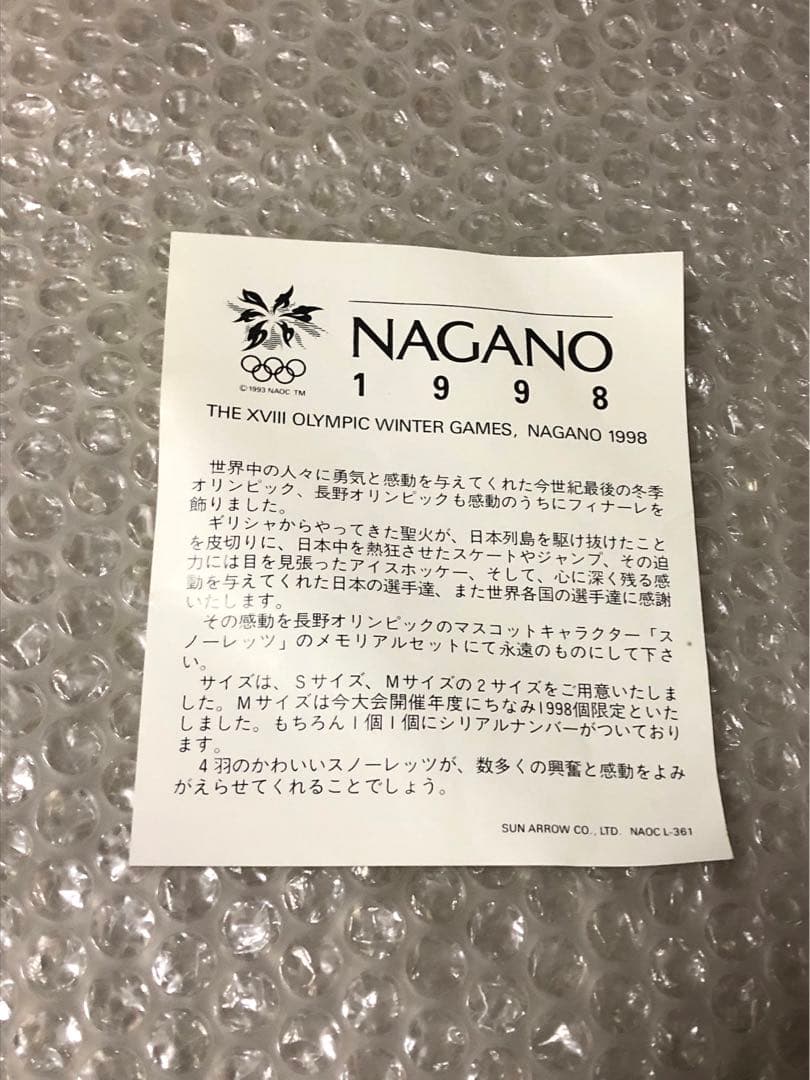 ©1993 NAOC TM
NAGANO
1998
THE XVIII OLYMPIC WINTER GAMES, NAGANO 1998
世界中の人々に勇気と感動を与えてくれた今世紀最後の冬季
オリンピック、長野オリンピックも感動のうちにフィナーレを
飾りました。
ギリシャからやってきた聖火が、日本列島を駆け抜けたこと
を皮切りに、日本中を熱狂させたスケートやジャンプ、その迫
力には目を見張ったアイスホッケー、そして、心に深く残る感
動を与えてくれた日本の選手達、また世界各国の選手達に感謝
いたします。
その感動を長野オリンピックのマスコットキャラクター「ス
ノーレッツ」のメモリアルセットにて永遠のものにして下さ
い。
サイズは、Sサイズ、Mサイズの2サイズをご用意いたしま
した。Mサイズは今大会開催年度にちなみ1998個限定といた
しました。もちろん1個1個にシリアルナンバーがついており
ます。
4羽のかわいいスノーレッツが、数多くの興奮と感動をよみ
がえらせてくれることでしょう。
SUN ARROW CO., LTD. NAOC L-361